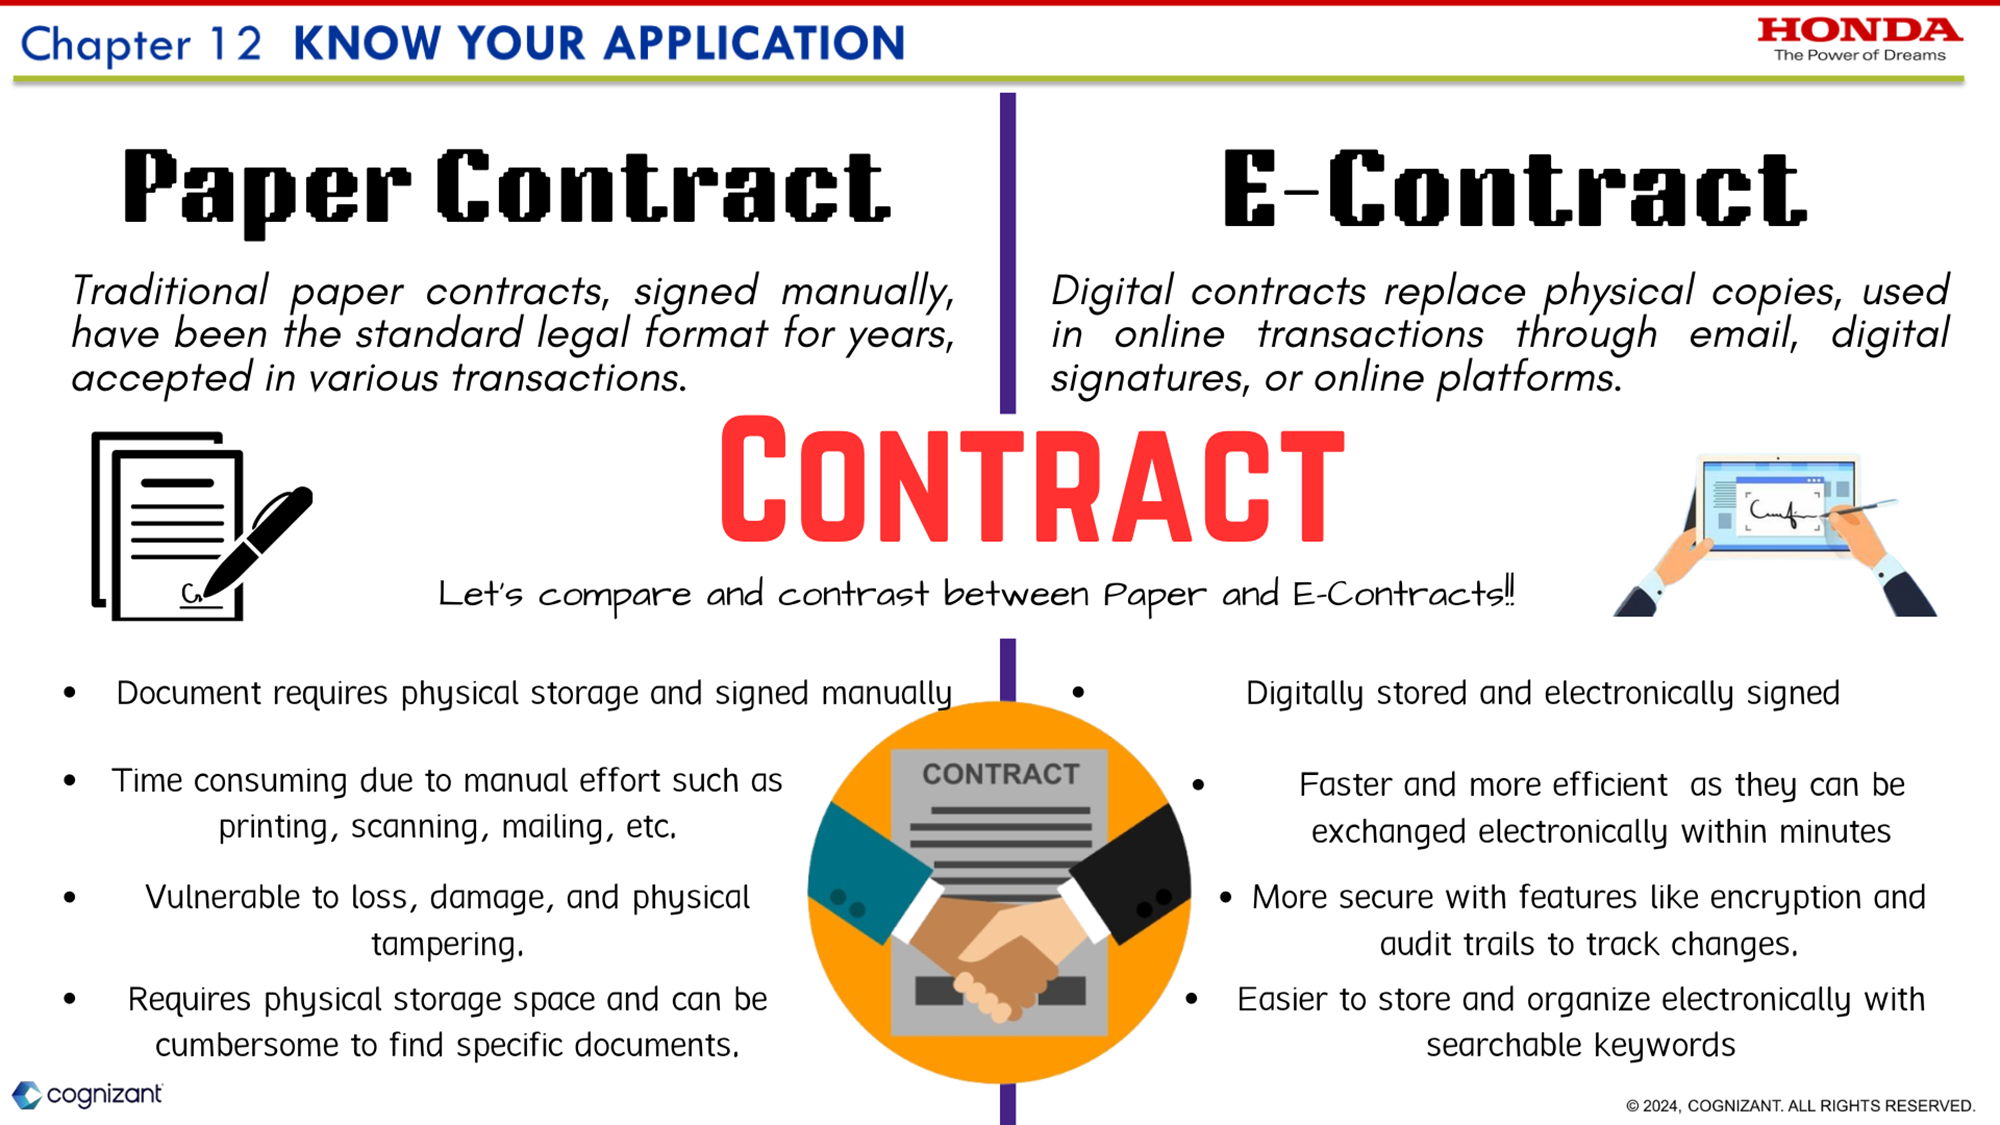 Chapter 12 KNOW YOUR APPLICATION
HONDA
The Power of Dreams
Paper Contract
Traditional paper contracts, signed manually,
have been the standard legal format for years,
accepted in various transactions.
E-Contract
Digital contracts replace physical copies, used
in online transactions through email, digital
signatures, or online platforms.
CONTRACT
Let's compare and contrast between Paper and E-Contracts!!
• Document requires physical storage and signed manually
• Time consuming due to manual effort such as
printing, scanning, mailing, etc.
• Vulnerable to loss, damage, and physical
tampering.
• Requires physical storage space and can be
cumbersome to find specific documents.
CONTRACT
• Digitally stored and electronically signed
• Faster and more efficient as they can be
exchanged electronically within minutes
• More secure with features like encryption and
audit trails to track changes.
• Easier to store and organize electronically with
searchable keywords
cognizant
© 2024, COGNIZANT. ALL RIGHTS RESERVED.